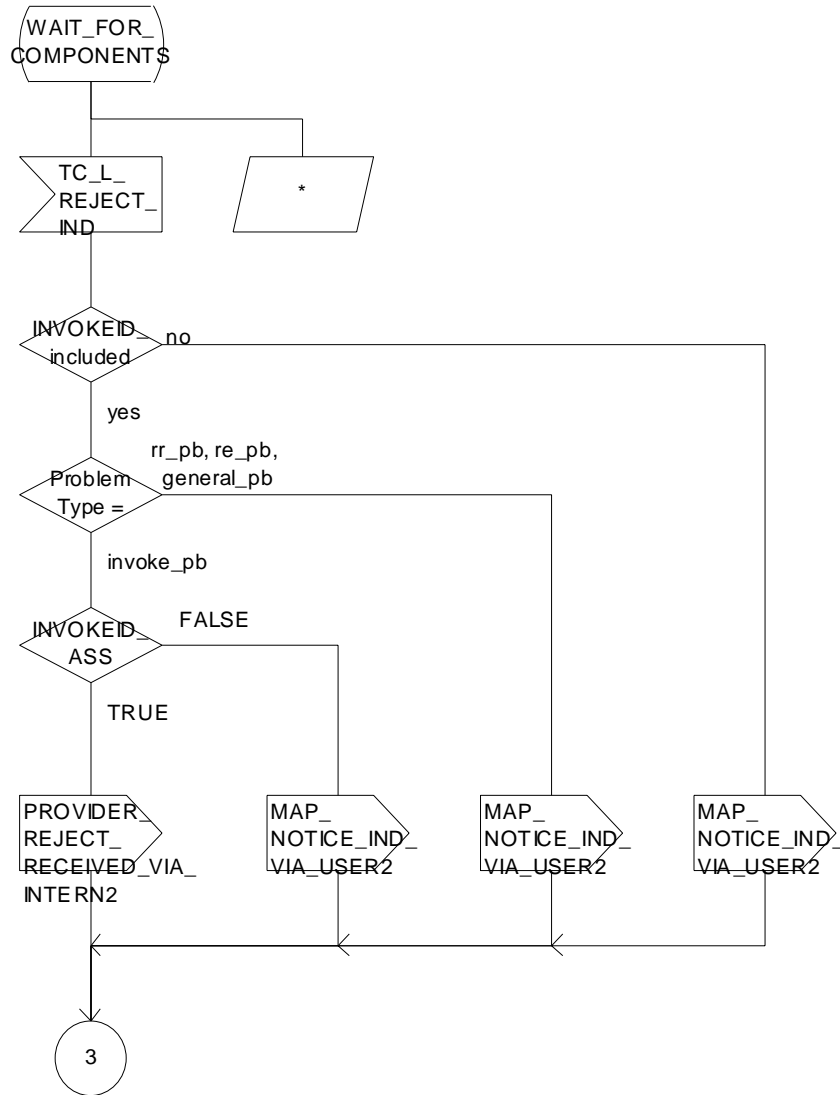 WAIT_FOR_
COMPONENTS
TC_L_
REJECT_
IND
*
INVOKEID_
included
no
yes
rr_pb, re_pb,
general_pb
Problem
Type =
invoke_pb
INVOKEID_
ASS
FALSE
TRUE
PROVIDER_
REJECT_
RECEIVED_VIA_
INTERN2
MAP_
NOTICE_IND_
VIA_USER2
MAP_
NOTICE_IND_
VIA_USER2
MAP_
NOTICE_IND_
VIA_USER2
3